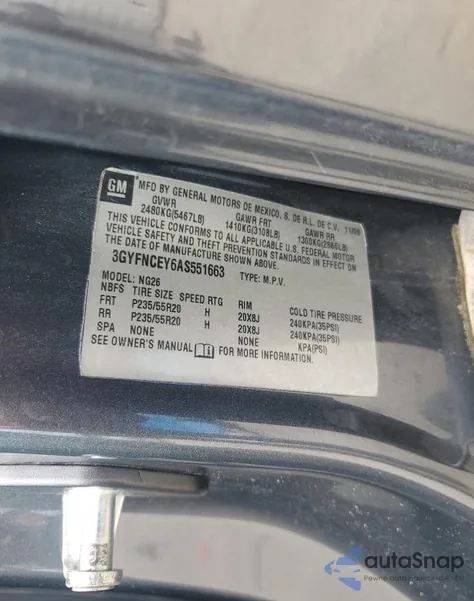 GM
MFD BY GENERAL MOTORS DE MEXICO, S. DE R.L. DE C.V. 11/09
GVWR GAWR FRT GAWR RR
2480KG(5467LB) 1410KG(3108LB) 1300KG(2866LB)
THIS VEHICLE CONFORMS TO ALL APPLICABLE U.S. FEDERAL MOTOR
VEHICLE SAFETY AND THEFT PREVENTION STANDARDS IN EFFECT ON
THE DATE OF MANUFACTURE SHOWN ABOVE.
3GYFNCEY6AS551663 TYPE: M.P.V.
MODEL: NG26
NBFS TIRE SIZE SPEED RTG RIM COLD TIRE PRESSURE
FRT P235/55R20 H 20X8J 240KPA(35PSI)
RR P235/55R20 H 20X8J 240KPA(35PSI)
SPA NONE NONE KPA(PSI)
SEE OWNER'S MANUAL FOR MORE INFORMATION.
autoSnap